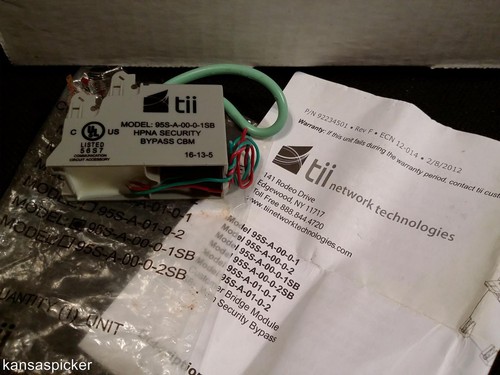 tii
MODEL: 95S-A-00-0-1SB
HPNA SECURITY
BYPASS CBM
C UL US
LISTED
56S7
COMMUNICATION
CIRCUIT ACCESSORY
16-13-5
95S-A-01-0-1
MODEL 95S-A-01-0-2
MODEL 95S-A-00-0-1SB
MODEL 95S-A-00-0-2SB
QUANTITY (1) UNIT
tii
P/N 92234501 • Rev F • ECN 12-014 • 2/8/2012
Warranty: If this unit fails during the warranty period, contact tii
tii network technologies
141 Rodeo Drive
Edgewood, NY 11717
Toll Free 888.844.4720
www.tiinetworktechnologies.com
Model 95S-A-00-0-1
Model 95S-A-00-0-2
95S-A-00-0-1SB
95S-A-00-0-2SB
95S-A-01-0-1
95S-A-01-0-2
Bridge Module
Security Bypass
kansaspicker